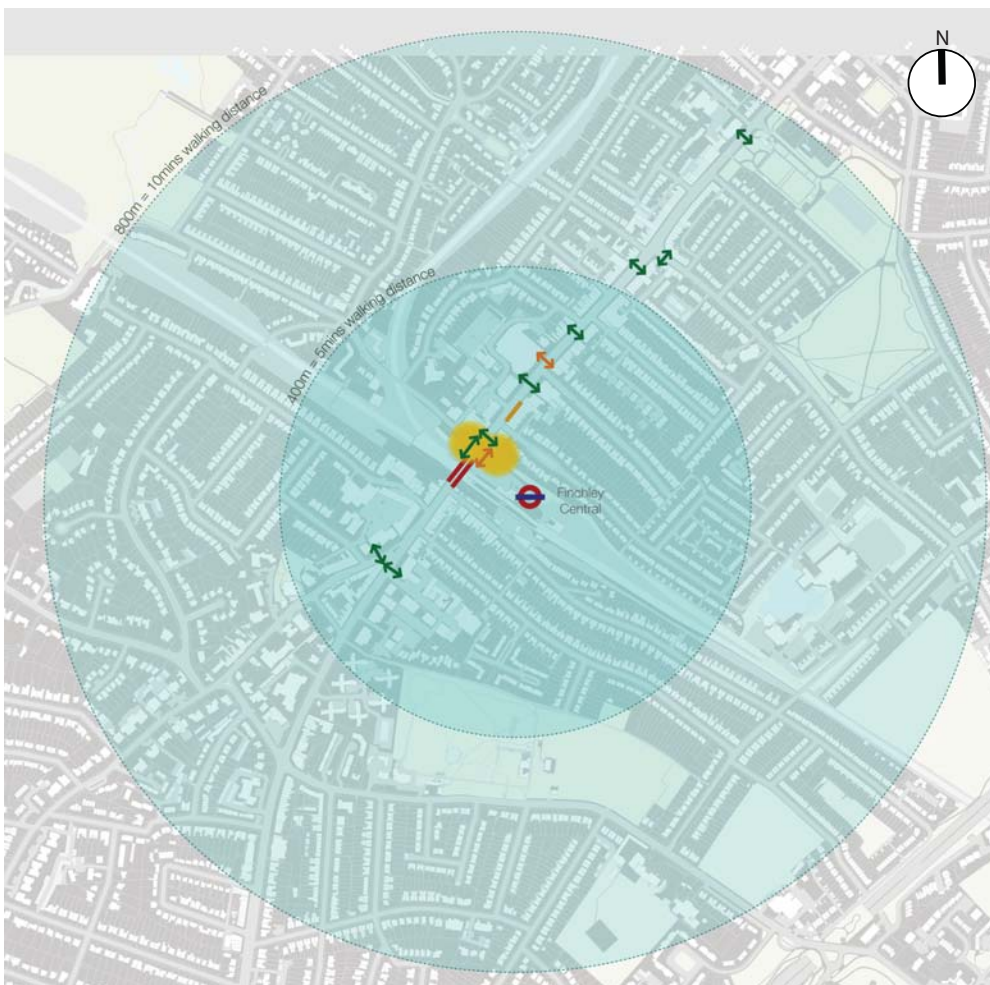 N
800m = 10mins walking distance
400m = 5mins walking distance
Finchley
Central